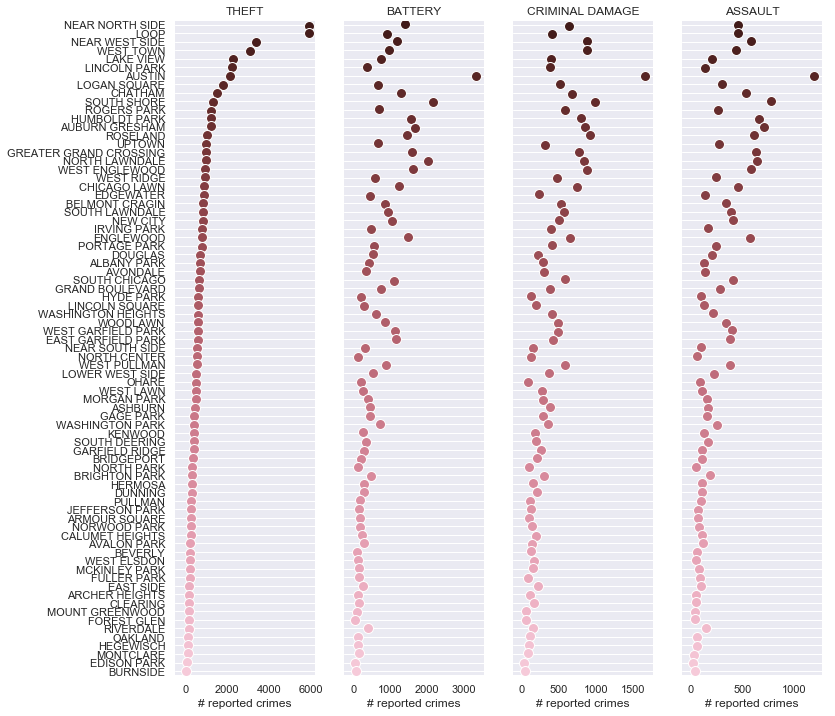 THEFT BATTERY CRIMINAL DAMAGE ASSAULT
NEAR NORTH SIDE
LOOP
NEAR WEST SIDE
WEST TOWN
LAKE VIEW
LINCOLN PARK
AUSTIN
LOGAN SQUARE
CHATHAM
SOUTH SHORE
ROGERS PARK
HUMBOLDT PARK
AUBURN GRESHAM
ROSELAND
UPTOWN
GREATER GRAND CROSSING
NORTH LAWNDALE
WEST ENGLEWOOD
WEST RIDGE
CHICAGO LAWN
EDGEWATER
BELMONT CRAGIN
SOUTH LAWNDALE
NEW CITY
IRVING PARK
ENGLEWOOD
PORTAGE PARK
DOUGLAS
ALBANY PARK
AVONDALE
SOUTH CHICAGO
GRAND BOULEVARD
HYDE PARK
LINCOLN SQUARE
WASHINGTON HEIGHTS
WOODLAWN
WEST GARFIELD PARK
EAST GARFIELD PARK
NEAR SOUTH SIDE
NORTH CENTER
WEST PULLMAN
LOWER WEST SIDE
OHARE
WEST LAWN
MORGAN PARK
ASHBURN
GAGE PARK
WASHINGTON PARK
KENWOOD
SOUTH DEERING
GARFIELD RIDGE
BRIDGEPORT
NORTH PARK
BRIGHTON PARK
HERMOSA
DUNNING
PULLMAN
JEFFERSON PARK
ARMOUR SQUARE
NORWOOD PARK
CALUMET HEIGHTS
AVALON PARK
BEVERLY
WEST ELSDON
MCKINLEY PARK
FULLER PARK
EAST SIDE
ARCHER HEIGHTS
CLEARING
MOUNT GREENWOOD
FOREST GLEN
RIVERDALE
OAKLAND
HEGEWISCH
MONTCLARE
EDISON PARK
BURNSIDE
0 2000 4000 6000 0 1000 2000 3000 0 500 1000 1500 0 500 1000
# reported crimes # reported crimes # reported crimes # reported crimes